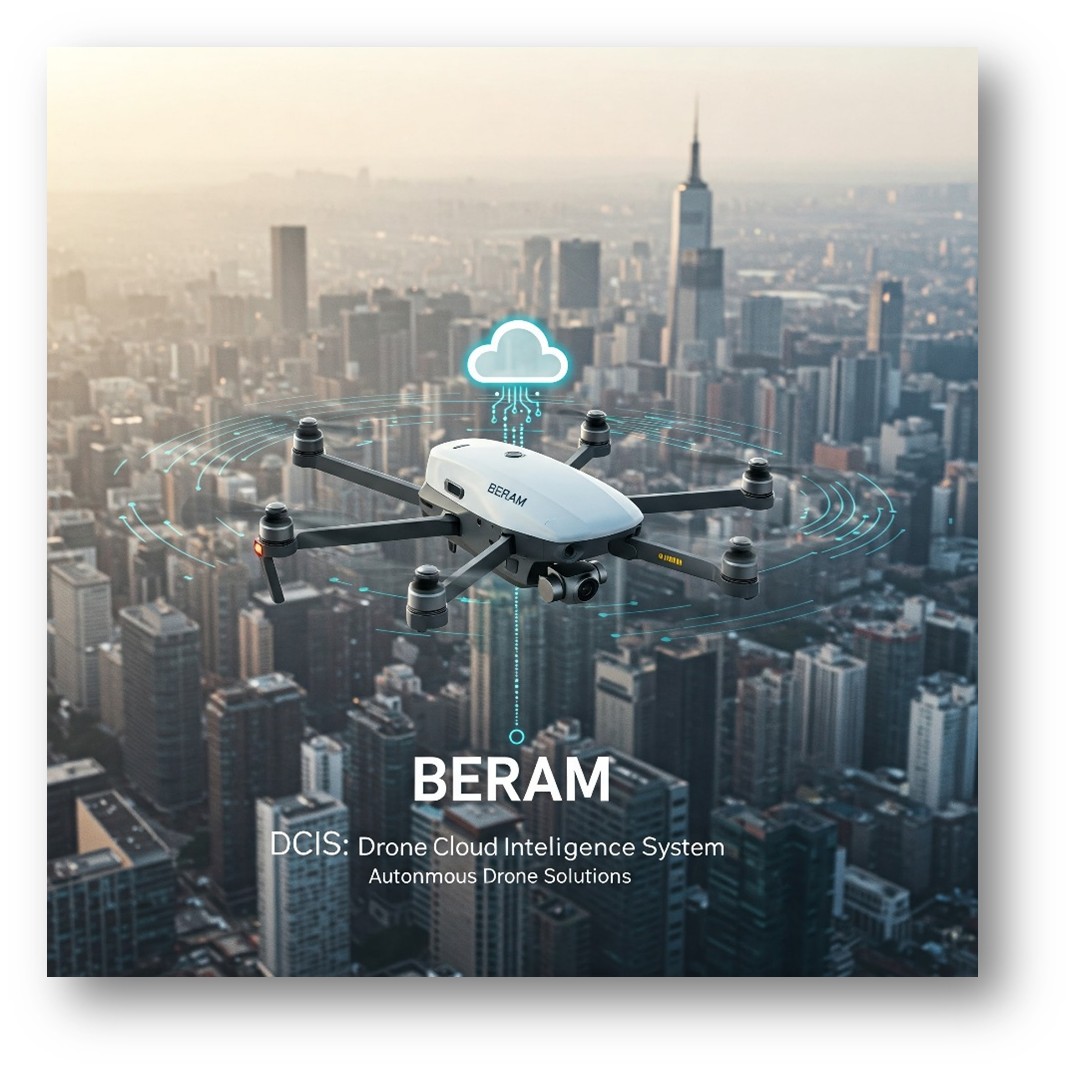 BERAM
BERAM
DCIS: Drone Cloud Inteligence System
Autonmous Drone Solutions